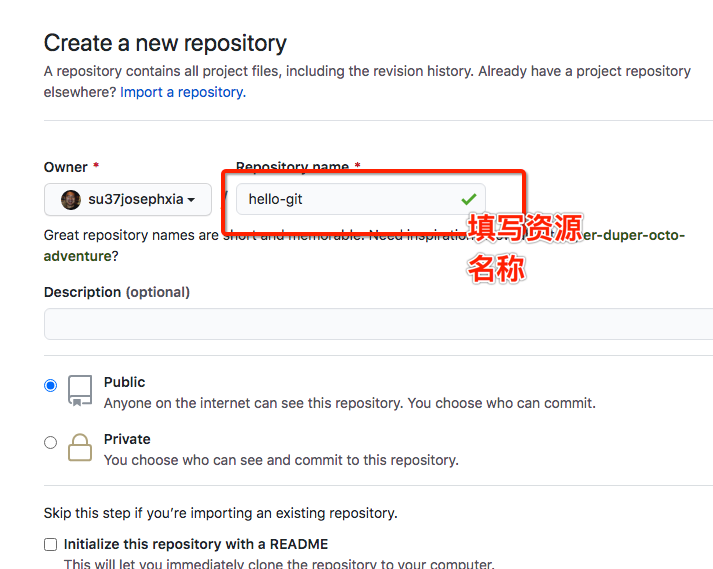 Create a new repository
A repository contains all project files, including the revision history. Already have a project repository
elsewhere? Import a repository.
Owner *
Repository name *
su37josephxia
/
hello-git
填写资源
名称
Great repository names are short and memorable. Need inspiration per-duper-octo-
adventure?
Description (optional)
Public
Anyone on the internet can see this repository. You choose who can commit.
Private
You choose who can see and commit to this repository.
Skip this step if you’re importing an existing repository.
Initialize this repository with a README
This will let you immediately clone the repository to your computer.